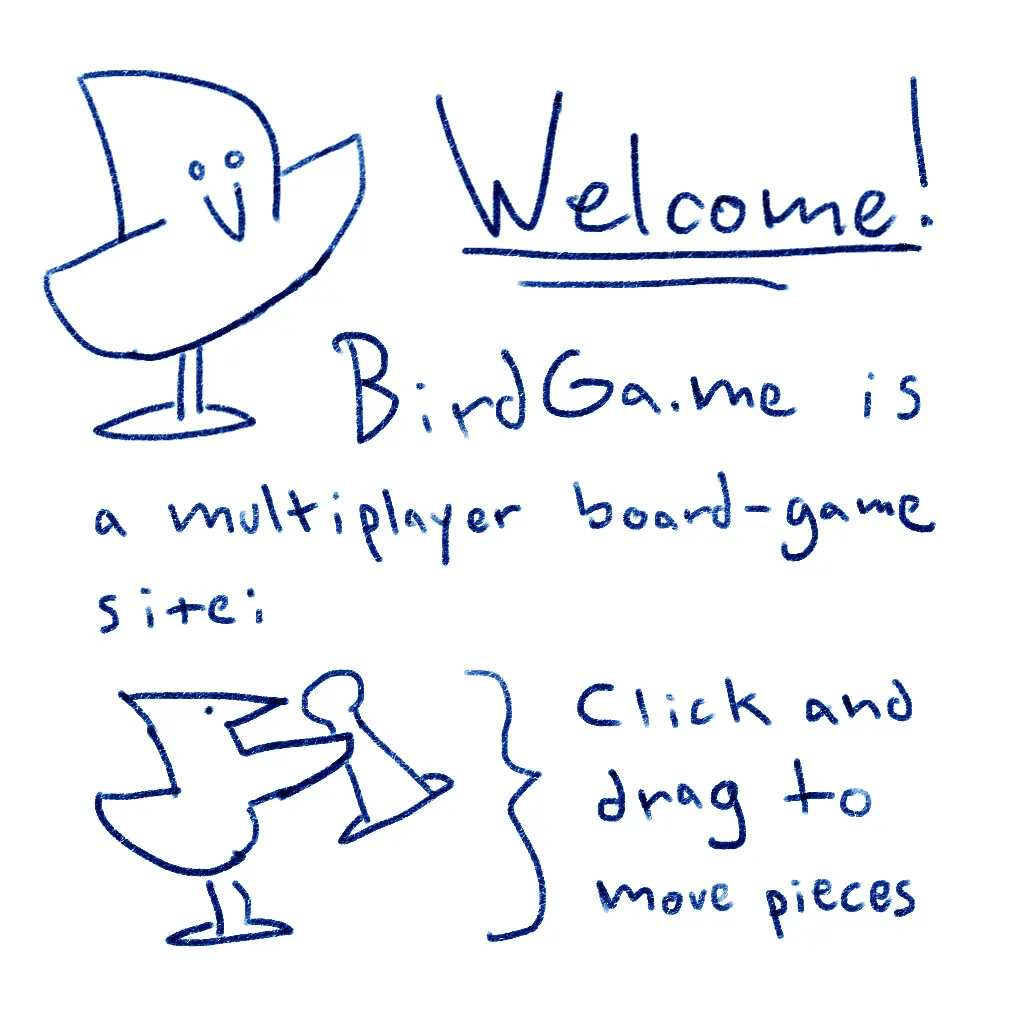 Welcome!
BirdGa.me is
a multiplayer board-game
site:
Click and
drag to
move pieces